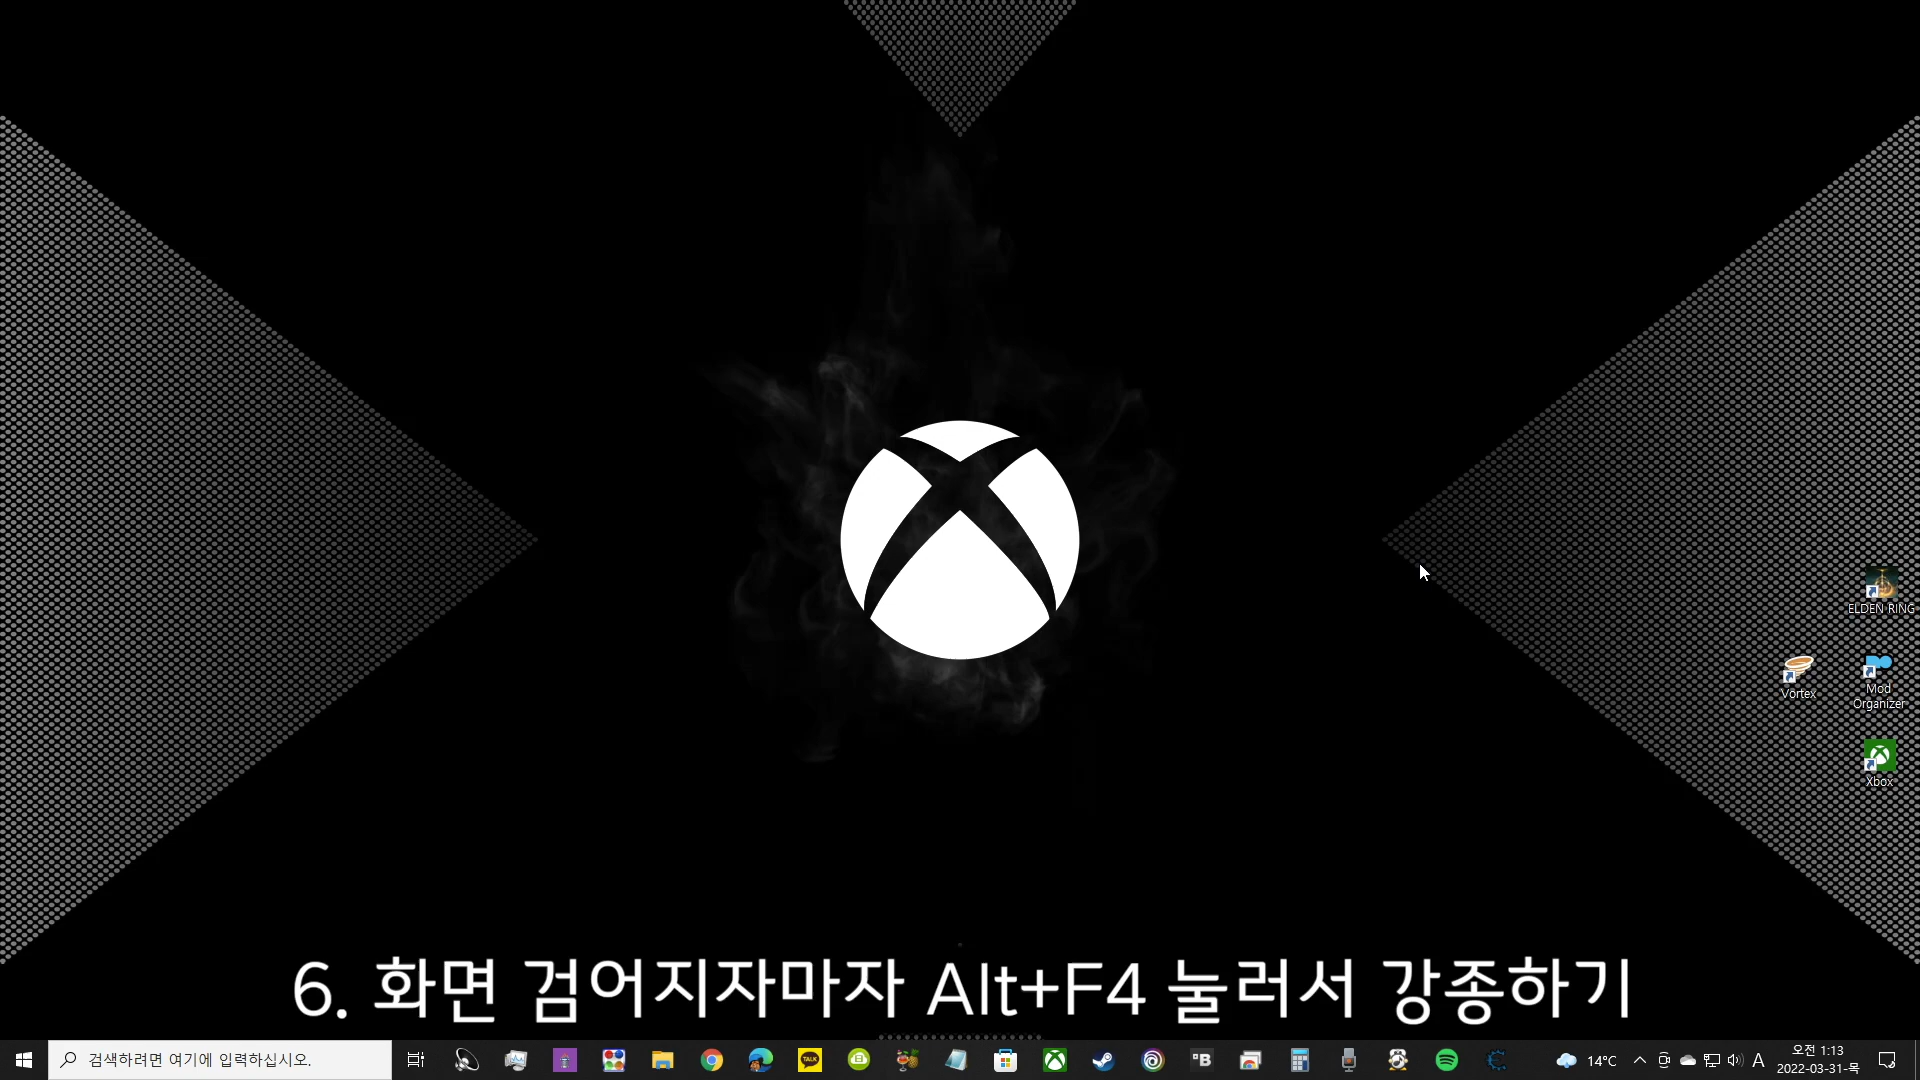 ELDEN RING
Vortex
Mod
Organizer
Xbox
6. 화면 검어지자마자 Alt+F4 눌러서 강종하기
검색하려면 여기에 입력하십시오.
TALK
B
14°C
A
오전 1:13
2022-03-31-목